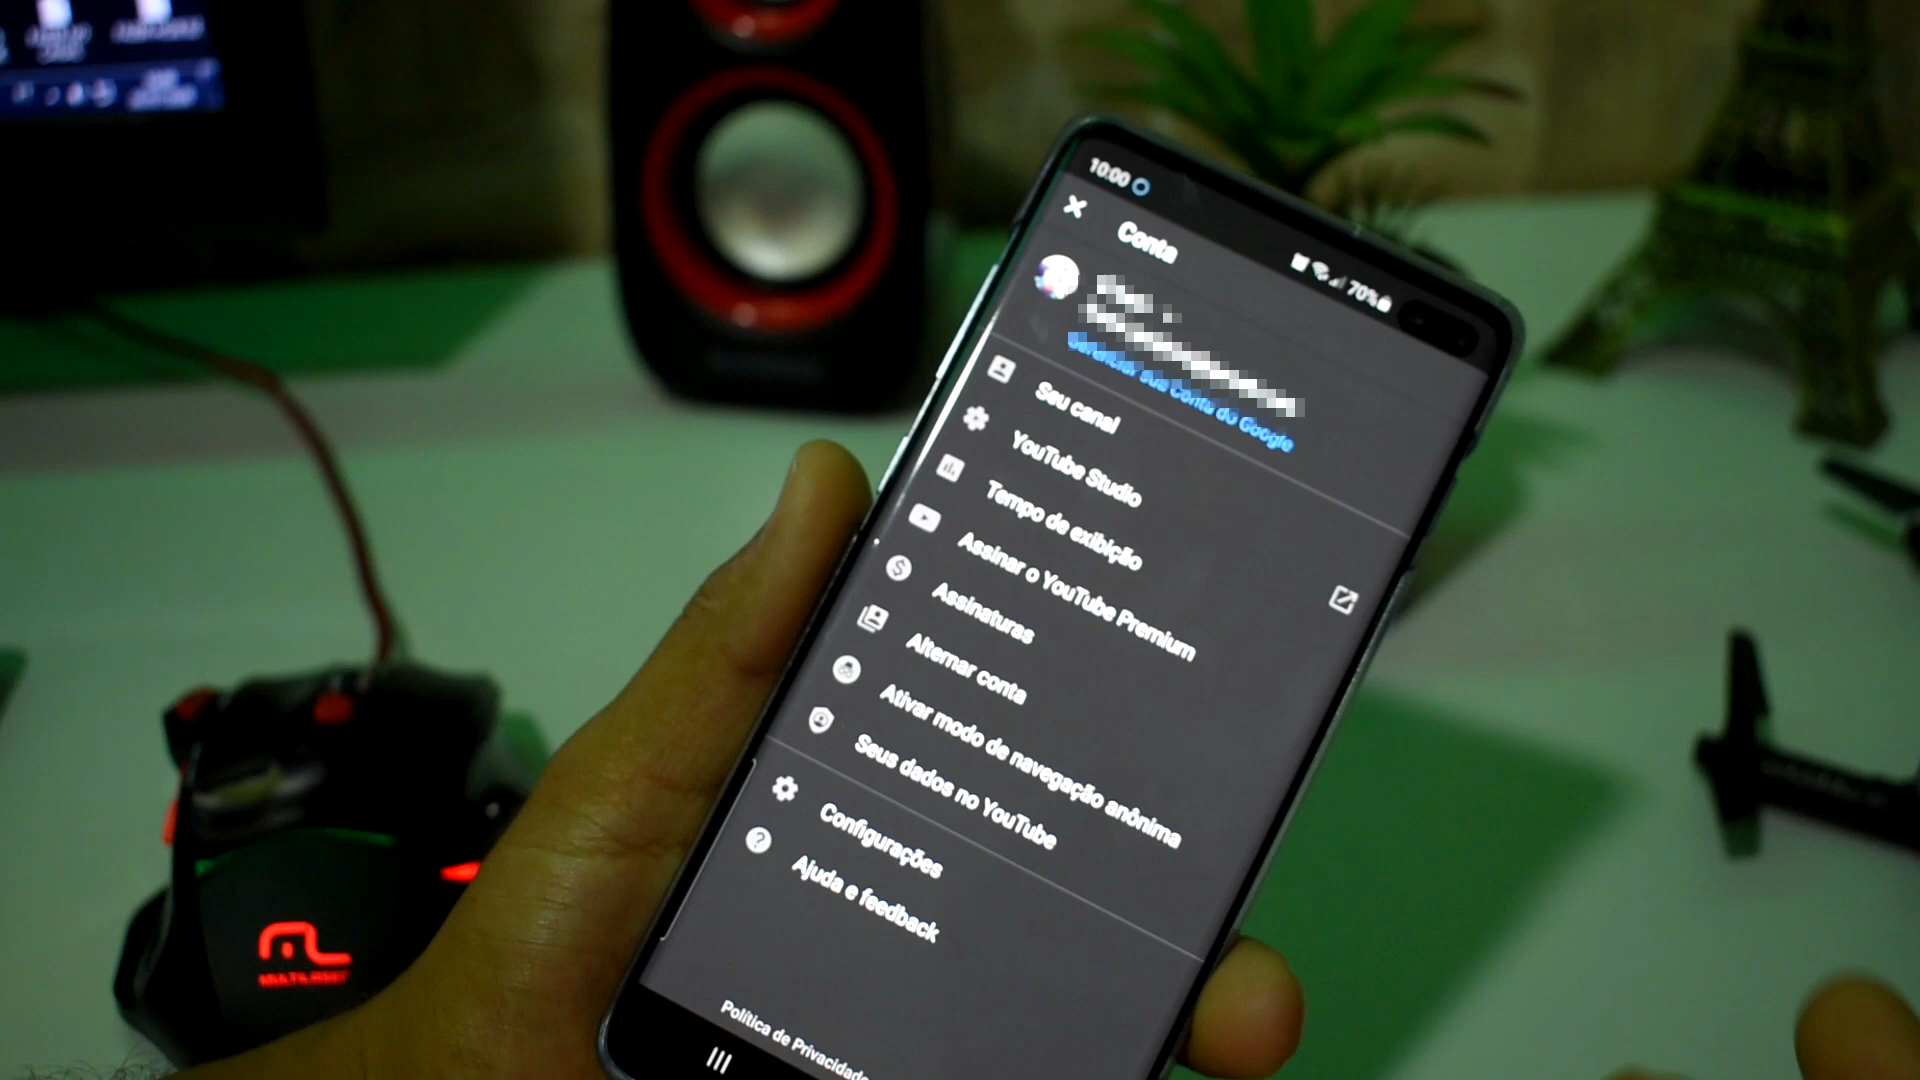 10:00
70%
Conta
Gerenciar sua Conta do Google
Seu canal
YouTube Studio
Tempo de exibição
Assinar o YouTube Premium
Assinaturas
Alternar conta
Ativar modo de navegação anônima
Seus dados no YouTube
Configurações
Ajuda e feedback
Política de Privacidade
MULTILASER